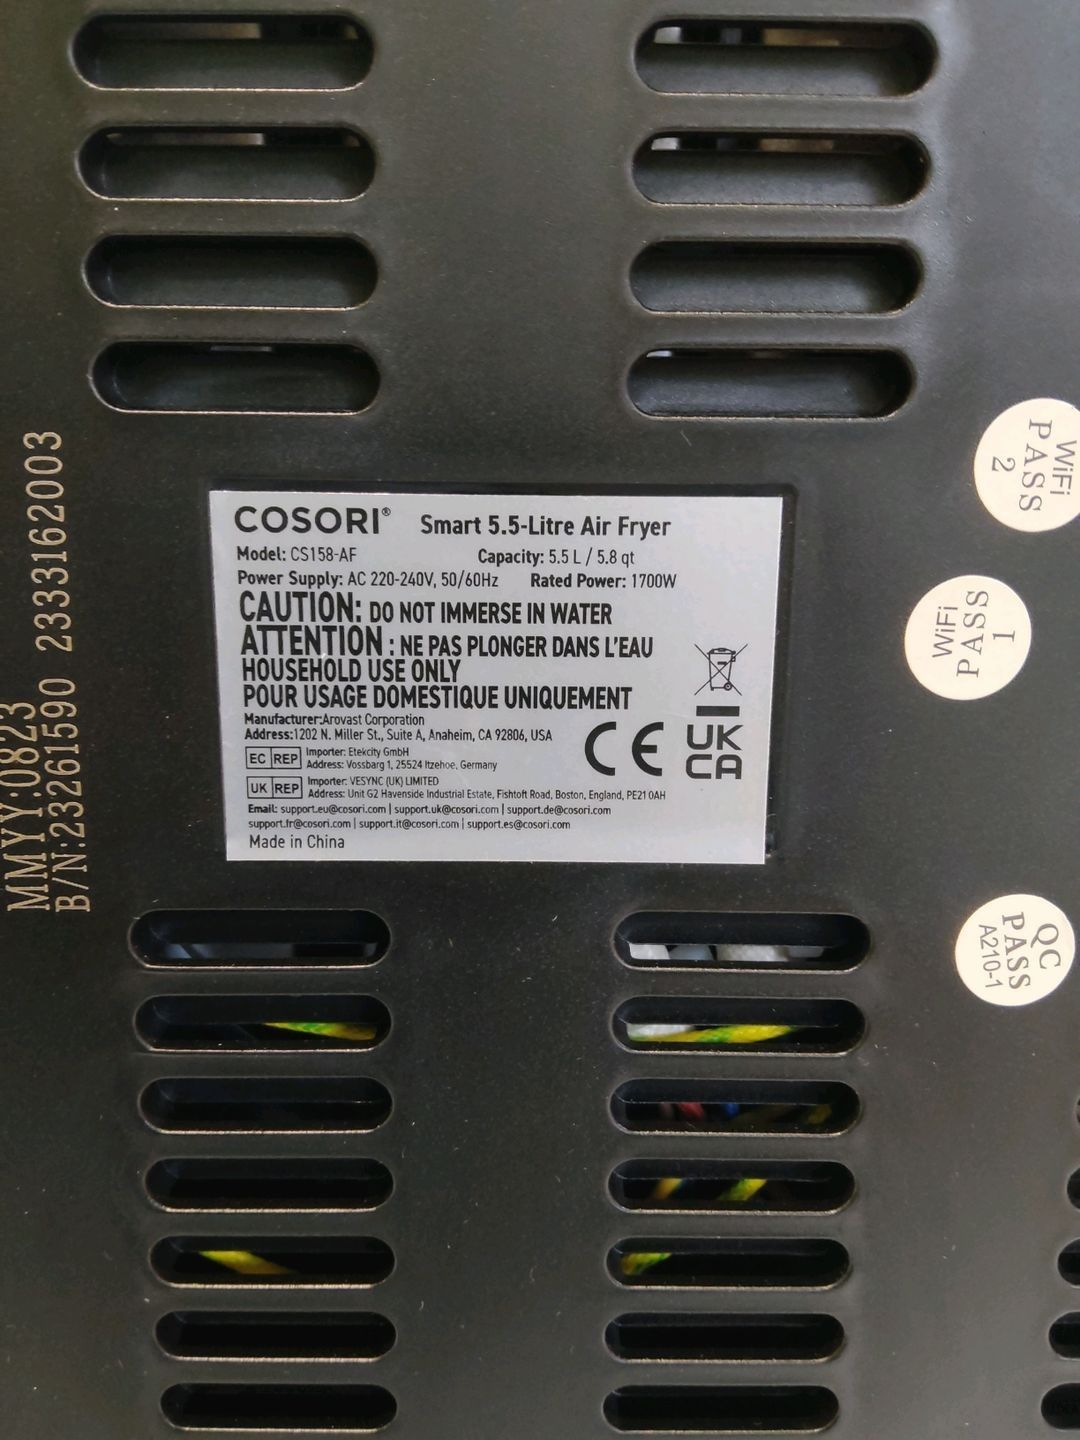 COSORI® Smart 5.5-Litre Air Fryer
Model: CS158-AF Capacity: 5.5 L / 5.8 qt
Power Supply: AC 220-240V, 50/60Hz Rated Power: 1700W
CAUTION: DO NOT IMMERSE IN WATER
ATTENTION : NE PAS PLONGER DANS L'EAU
HOUSEHOLD USE ONLY
POUR USAGE DOMESTIQUE UNIQUEMENT
Manufacturer:Arovast Corporation
Address:1202 N. Miller St., Suite A, Anaheim, CA 92806, USA
EC REP
Importer: Etekcity GmbH
Address: Vossbarg 1, 25524 Itzehoe, Germany
UK REP
Importer: VESYNC (UK) LIMITED
Address: Unit G2 Havenside Industrial Estate, Fishtoft Road, Boston, England, PE21 0AH
Email: support.eu@cosori.com | support.uk@cosori.com | support.de@cosori.com
support.fr@cosori.com | support.it@cosori.com | support.es@cosori.com
Made in China
CE
UK
CA
MMYY:0823
B/N:23261590 2333162003
WiFi
PASS
2
WiFi
PASS
1
QC
PASS
A210-1